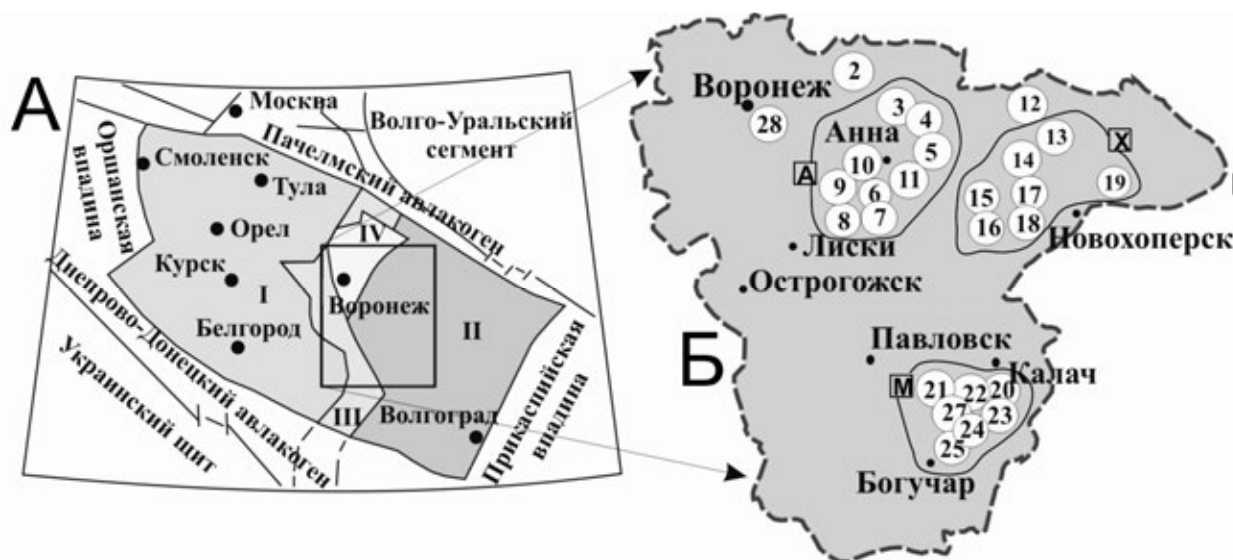 А
Москва
Волго-Уральский
сегмент
Оршанская
впадина
Смоленск
Пачелмский авлакоген
Тула
Орел
IV
Курск
I
Воронеж
Белгород
II
Днепрово-Донецкий авлакоген
Украинский щит
III
Волгоград
Прикаспийская
впадина
Б
2
Воронеж
28
3
4
12
Анна
5
13
X
10
14
А
9
6
11
15
17
19
8
7
16
18
Новохоперск
Лиски
Острогожск
Павловск
Калач
М
21
22
20
27
23
24
25
Богучар